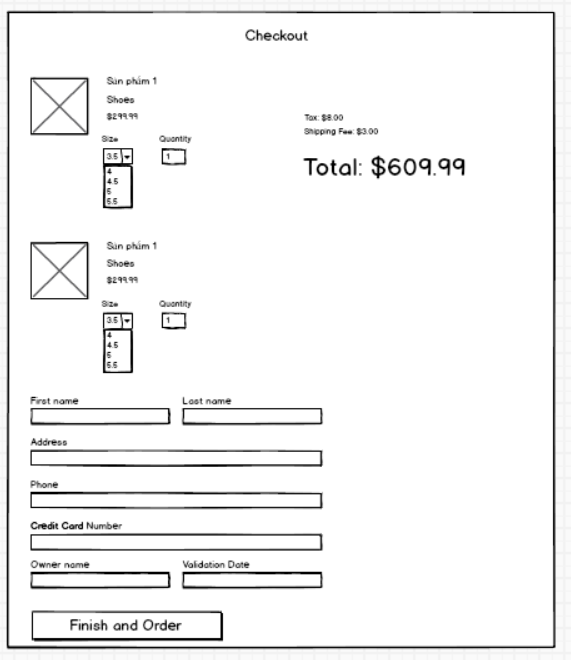 Checkout
Sản phẩm 1
Shoes
$299.99
Size Quantity
3.5 1
4
4.5
5
5.5
Tax: $8.00
Shipping Fee: $3.00
Total: $609.99
Sản phẩm 1
Shoes
$299.99
Size Quantity
3.5 1
4
4.5
5
5.5
First name Last name
Address
Phone
Credit Card Number
Owner name Validation Date
Finish and Order